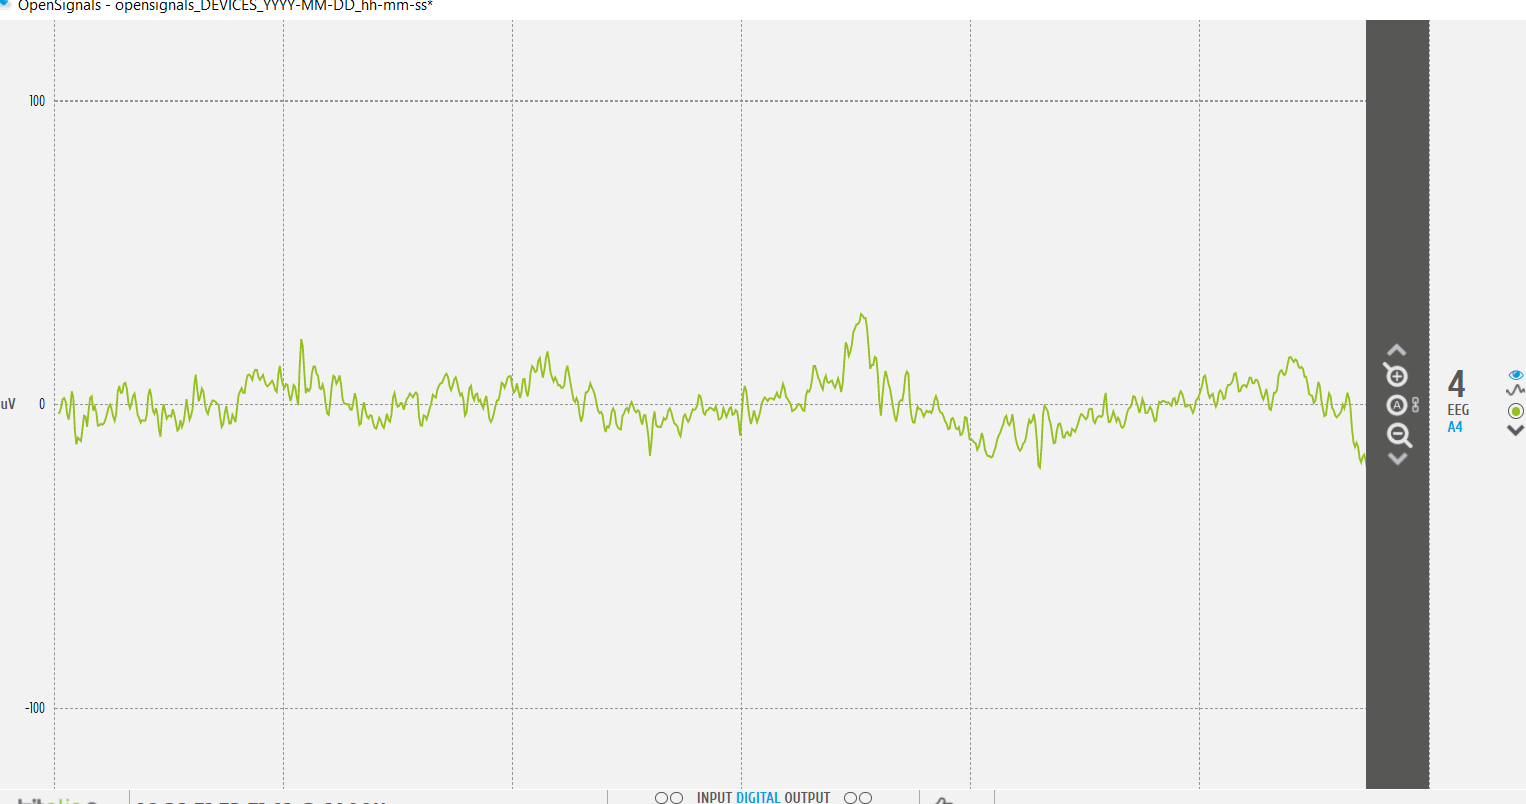 OpenSignals - opensignals_DEVICES_YYYY-MM-DD_hh-mm-ss*
100
uV 0
-100
A
4
EEG
A4
INPUT DIGITAL OUTPUT